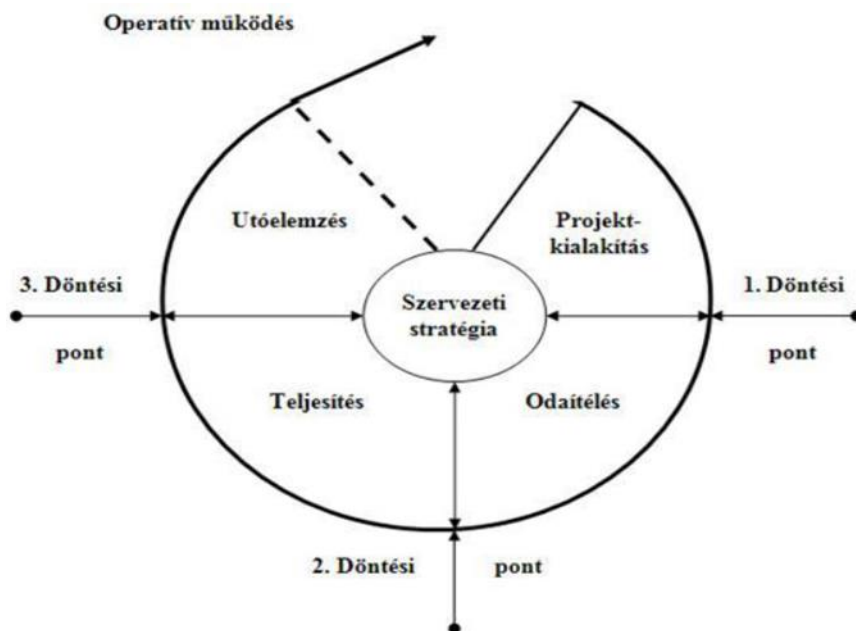 Operatív működés
Utóelemzés
Projekt-
kialakítás
3. Döntési
pont
Szervezeti
stratégia
1. Döntési
pont
Teljesítés
Odaítélés
2. Döntési pont